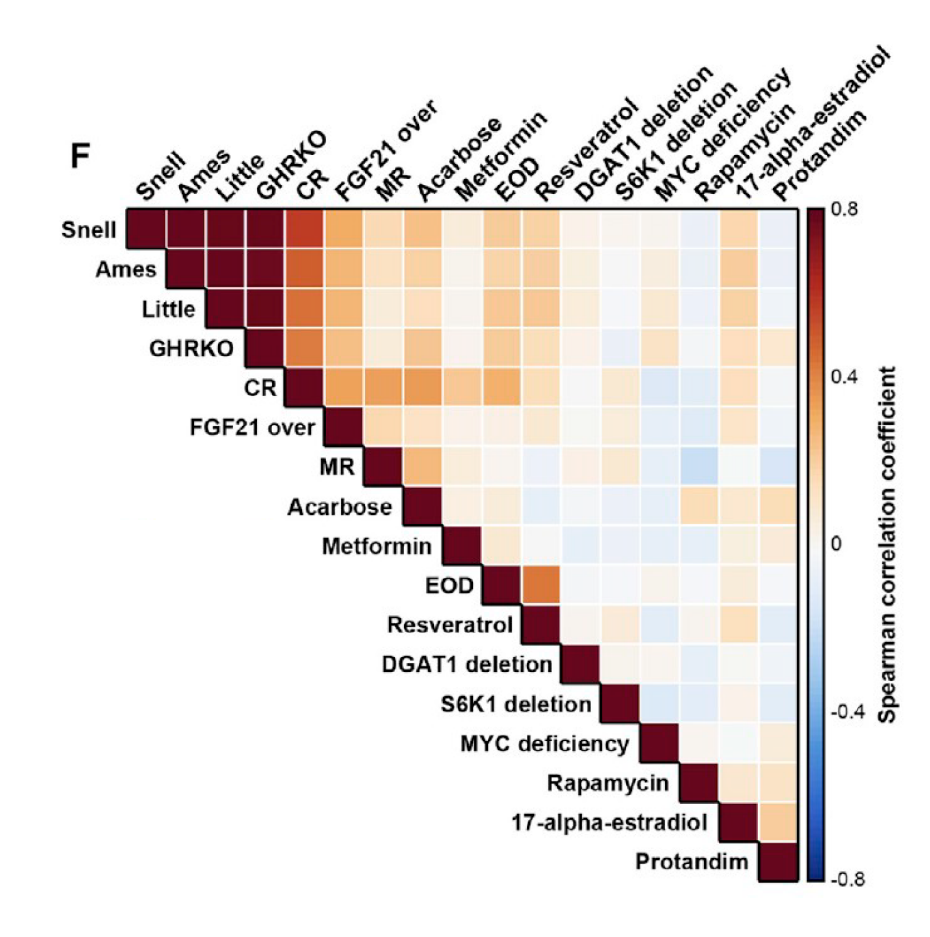 F
Snell
Ames
Little
GHRKO
CR
FGF21 over
MR
Acarbose
Metformin
EOD
Resveratrol
DGAT1 deletion
S6K1 deletion
MYC deficiency
Rapamycin
17-alpha-estradiol
Protandim
Snell
Ames
Little
GHRKO
CR
FGF21 over
MR
Acarbose
Metformin
EOD
Resveratrol
DGAT1 deletion
S6K1 deletion
MYC deficiency
Rapamycin
17-alpha-estradiol
Protandim
0.8
0.4
0
-0.4
-0.8
Spearman correlation coefficient